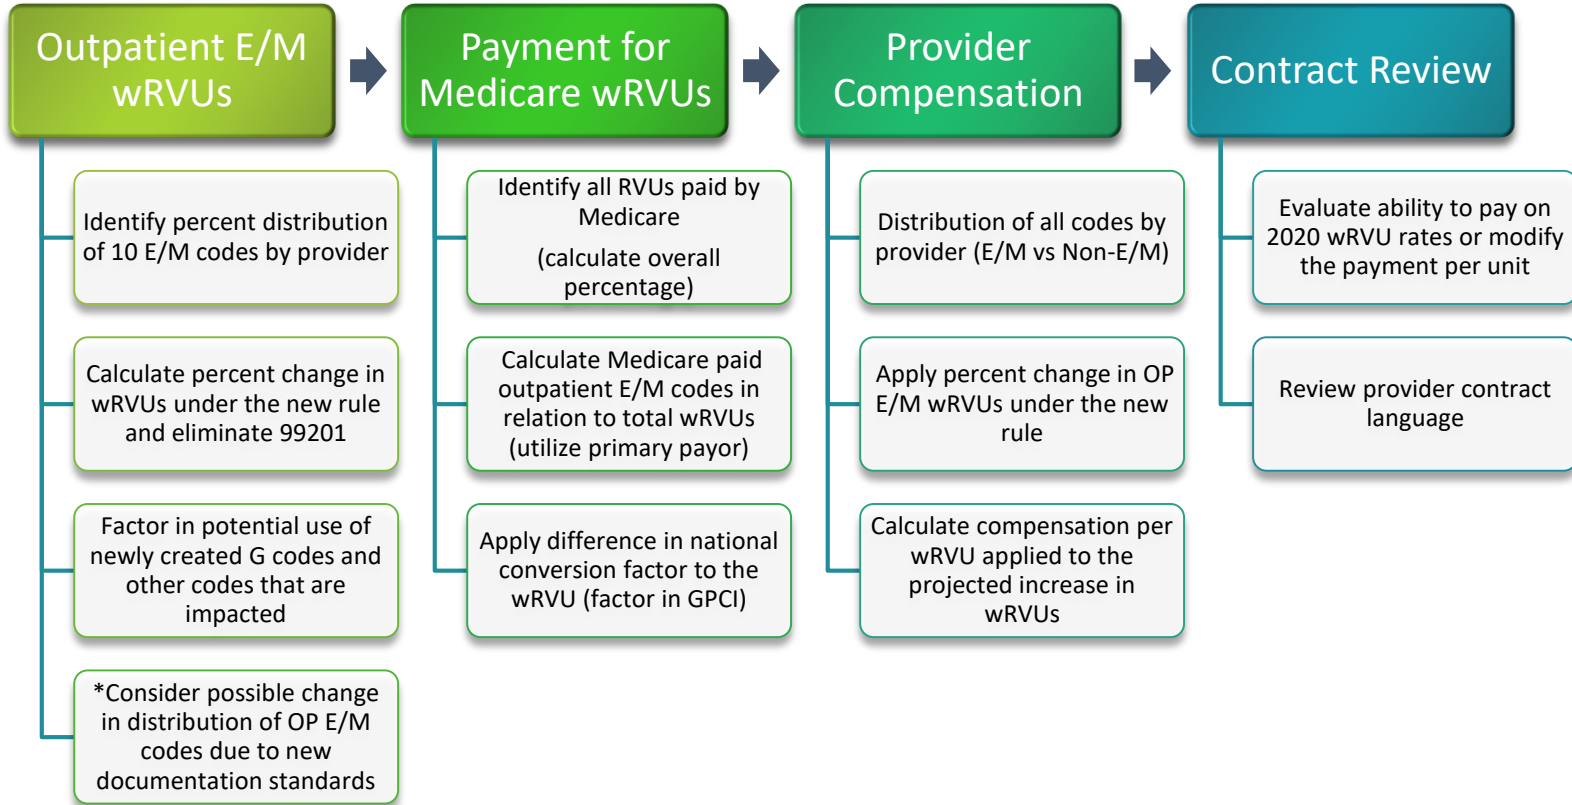 Outpatient E/M
wRVUs
Identify percent distribution
of 10 E/M codes by provider
Calculate percent change in
wRVUs under the new rule
and eliminate 99201
Factor in potential use of
newly created G codes and
other codes that are
impacted
*Consider possible change
in distribution of OP E/M
codes due to new
documentation standards
Payment for
Medicare wRVUs
Identify all RVUs paid by
Medicare
(calculate overall
percentage)
Calculate Medicare paid
outpatient E/M codes in
relation to total wRVUs
(utilize primary payor)
Apply difference in national
conversion factor to the
wRVU (factor in GPCI)
Provider
Compensation
Distribution of all codes by
provider (E/M vs Non-E/M)
Apply percent change in OP
E/M wRVUs under the new
rule
Calculate compensation per
wRVU applied to the
projected increase in
wRVUs
Contract Review
Evaluate ability to pay on
2020 wRVU rates or modify
the payment per unit
Review provider contract
language